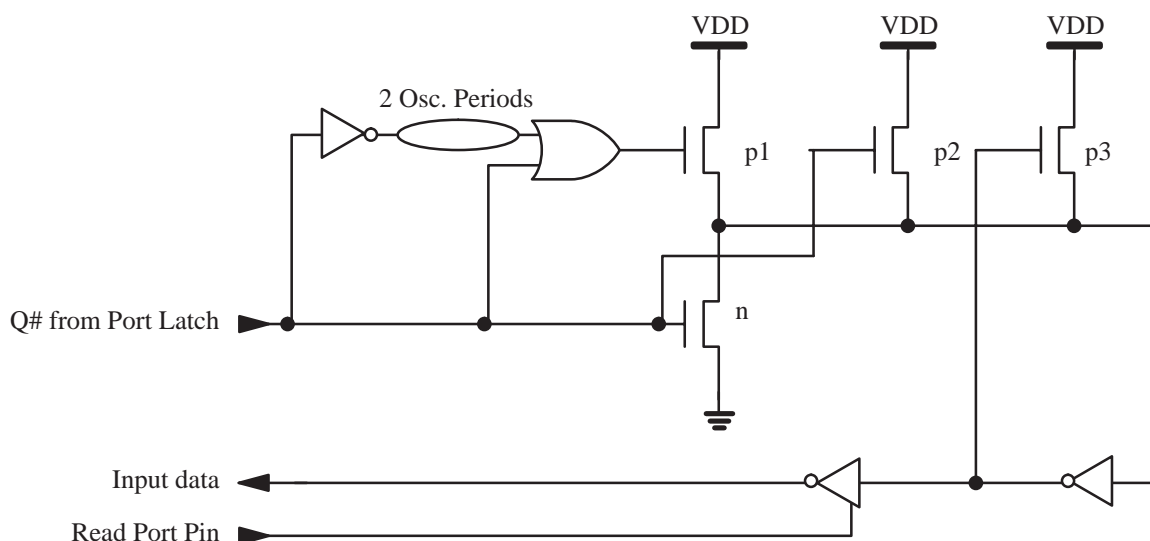 VDD
VDD
VDD
2 Osc. Periods
p1
p2
p3
n
Q# from Port Latch
Input data
Read Port Pin